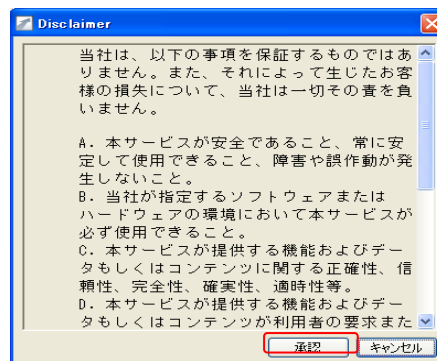 Disclaimer
当社は、以下の事項を保証するものではあ
りません。また、それによって生じたお客
様の損失について、当社は一切その責を負
いません。
A．本サービスが安全であること、常に安
定して使用できること、障害や誤作動が発
生しないこと。
B．当社が指定するソフトウェアまたは
ハードウェアの環境において本サービスが
必ず使用できること。
C．本サービスが提供する機能およびデー
タもしくはコンテンツに関する正確性、信
頼性、完全性、確実性、適時性等。
D．本サービスが提供する機能およびデー
タもしくはコンテンツが利用者の要求また
承認
キャンセル